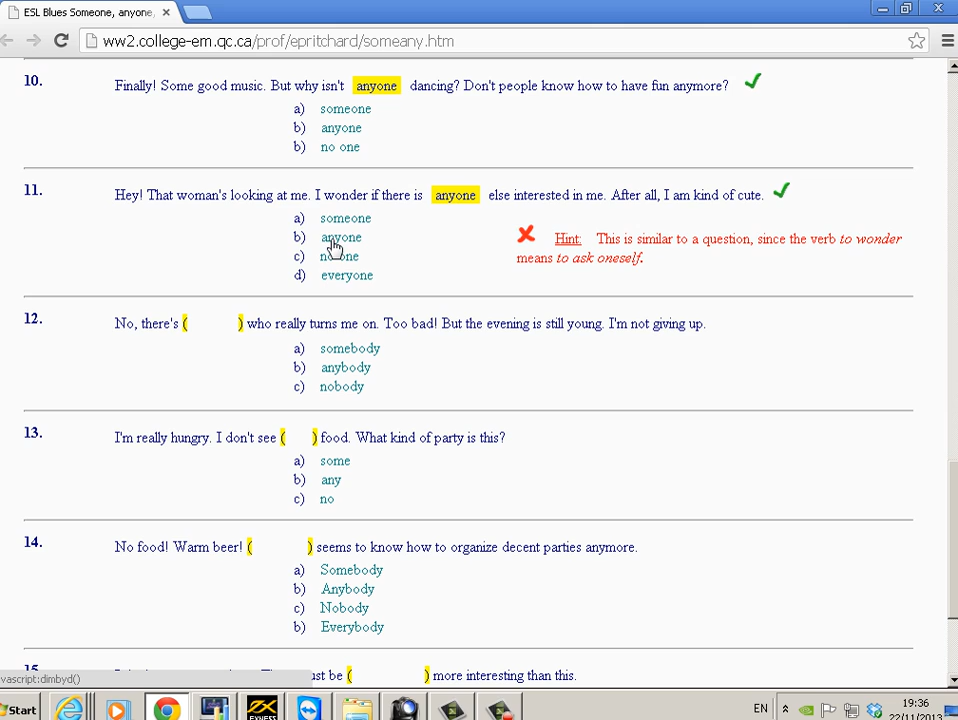 ESL Blues Someone, anyone,
ww2.college-em.qc.ca/prof/epritchard/someany.htm
10. Finally! Some good music. But why isn't anyone dancing? Don't people know how to have fun anymore?
a) someone
b) anyone
b) no one
11. Hey! That woman's looking at me. I wonder if there is anyone else interested in me. After all, I am kind of cute.
a) someone
b) anyone
c) no one
d) everyone
Hint: This is similar to a question, since the verb to wonder
means to ask oneself.
12. No, there's ( ) who really turns me on. Too bad! But the evening is still young. I'm not giving up.
a) somebody
b) anybody
c) nobody
13. I'm really hungry. I don't see ( ) food. What kind of party is this?
a) some
b) any
c) no
14. No food! Warm beer! ( ) seems to know how to organize decent parties anymore.
a) Somebody
b) Anybody
c) Nobody
b) Everybody
15. ust be ( ) more interesting than this.
avascript:dimbyd()
Start
EXNESS
EN
19:36
22/11/2013